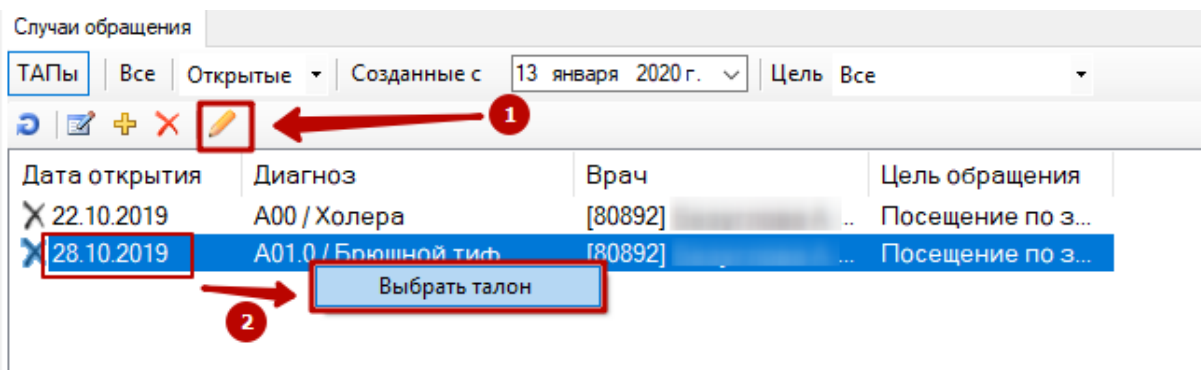 Случаи обращения
ТАПы Все Открытые Созданные с 13 января 2020 г. Цель Все
1
Дата открытия Диагноз Врач Цель обращения
22.10.2019 A00 / Холера [80892] .. Посещение по з...
28.10.2019 A01.0 / Брюшной тиф [80892] ... Посещение по з...
Выбрать талон
2